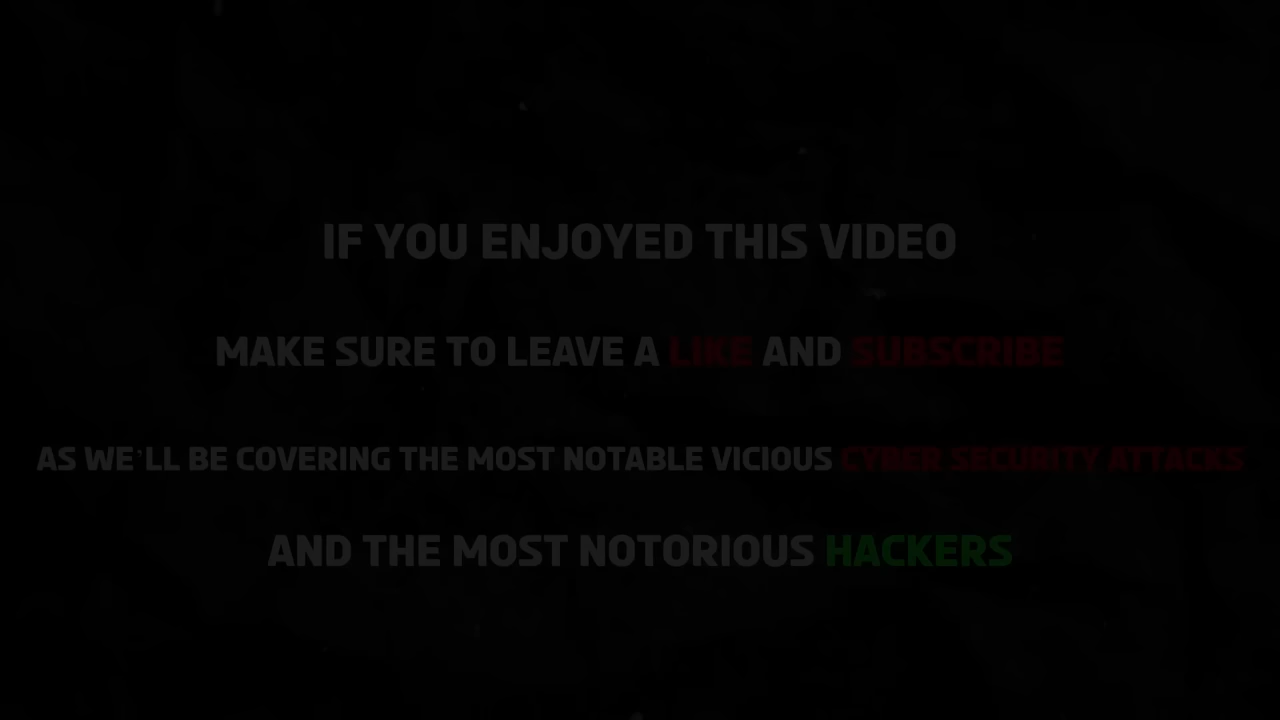 IF YOU ENJOYED THIS VIDEO
MAKE SURE TO LEAVE A LIKE AND SUBSCRIBE
AS WE'LL BE COVERING THE MOST NOTABLE VICIOUS CYBER SECURITY ATTACKS
AND THE MOST NOTORIOUS HACKERS